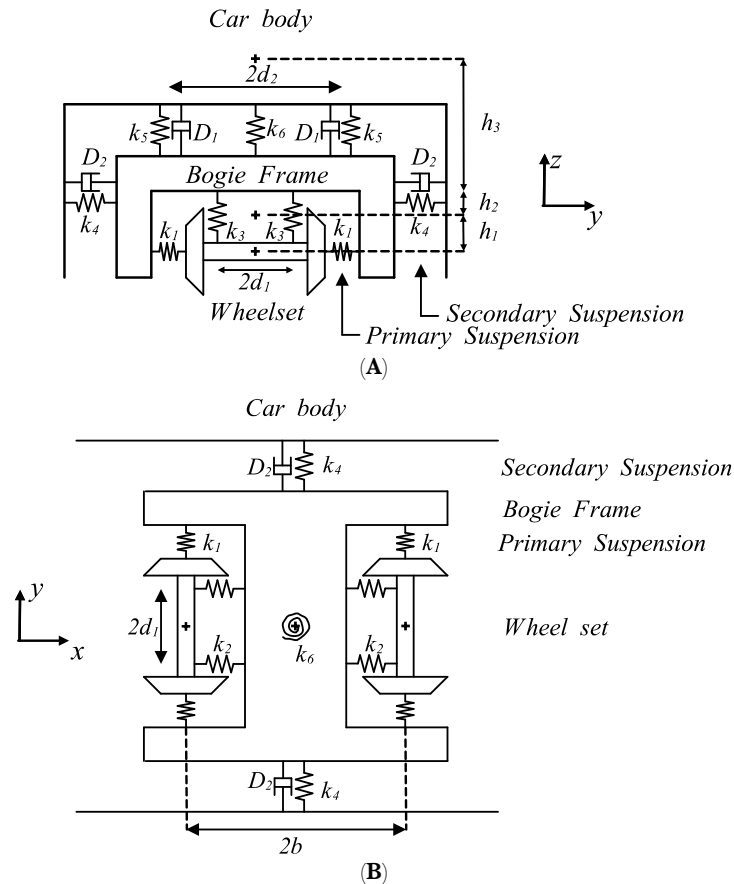 Car body
2d₂
k₅ D₁ k₆ D₁ k₅
h₃
D₂ D₂
Bogie Frame
z
y
k₄ k₄
h₂
k₁ k₃ k₃ k₁
h₁
2d₁
Wheelset
Secondary Suspension
Primary Suspension
(A)
Car body
D₂ k₄
Secondary Suspension
Bogie Frame
k₁ k₁
Primary Suspension
y
x
2d₁
Wheel set
k₂ k₂
k₆
D₂ k₄
2b
(B)